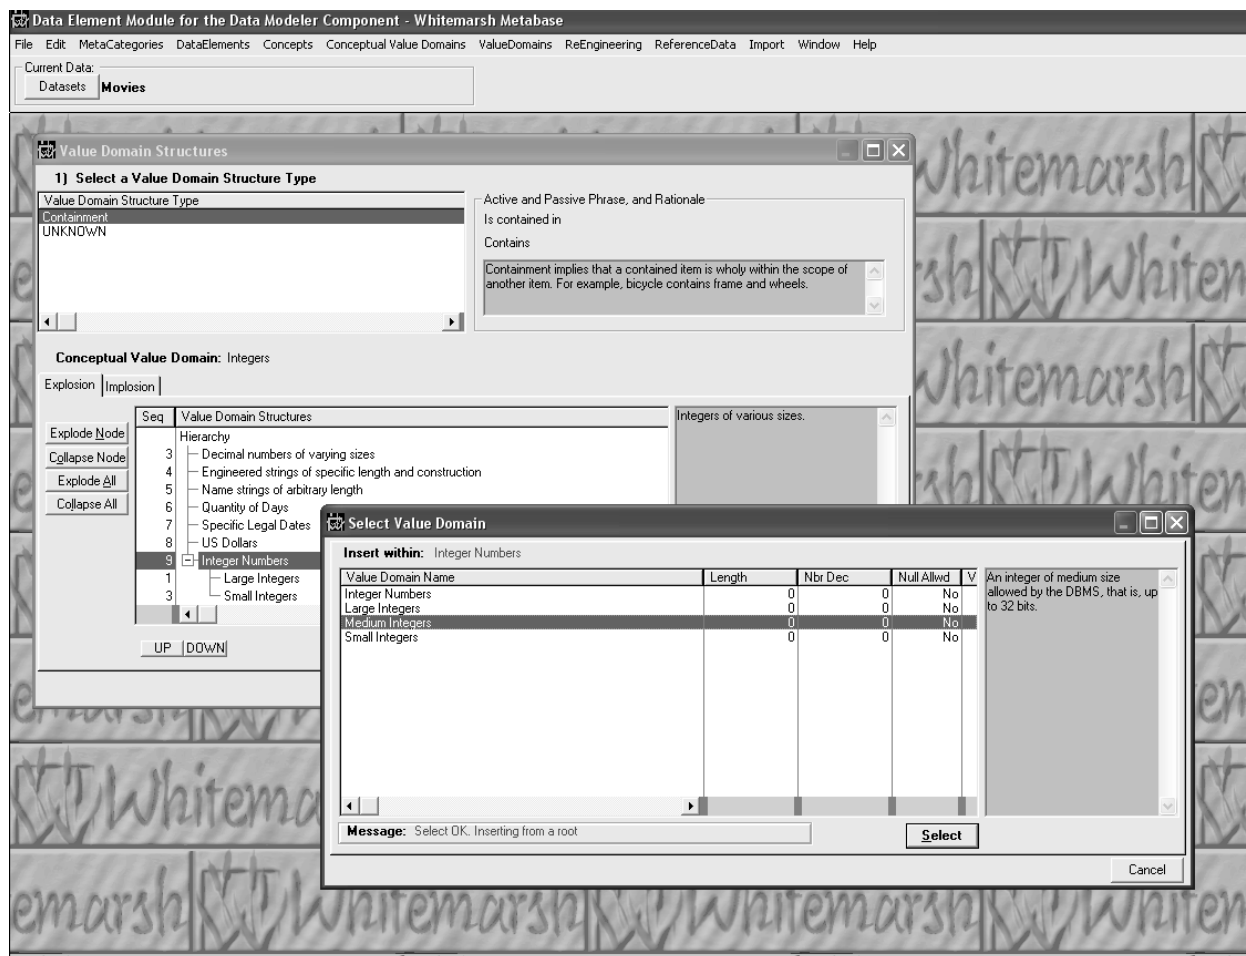 Data Element Module for the Data Modeler Component - Whitemarsh Metabase
File Edit MetaCategories DataElements Concepts Conceptual Value Domains ValueDomains ReEngineering ReferenceData Import Window Help
Current Data:
Datasets Movies
Value Domain Structures
1) Select a Value Domain Structure Type
Value Domain Structure Type
Containment
UNKNOWN
Active and Passive Phrase, and Rationale
Is contained in
Contains
Containment implies that a contained item is wholy within the scope of
another item. For example, bicycle contains frame and wheels.
Conceptual Value Domain: Integers
Explosion Implosion
Explode Node
Collapse Node
Explode All
Collapse All
Seq Value Domain Structures
Hierarchy
3 Decimal numbers of varying sizes
4 Engineered strings of specific length and construction
5 Name strings of arbitrary length
6 Quantity of Days
7 Specific Legal Dates
8 US Dollars
9 Integer Numbers
1 Large Integers
3 Small Integers
Integers of various sizes.
UP DOWN
Select Value Domain
Insert within: Integer Numbers
Value Domain Name Length Nbr Dec Null Allwd V
Integer Numbers 0 0 No
Large Integers 0 0 No
Medium Integers 0 0 No
Small Integers 0 0 No
An integer of medium size
allowed by the DBMS, that is, up
to 32 bits.
Message: Select OK. Inserting from a root
Select
Cancel
Whitemarsh
Whitemarsh
Whitemarsh